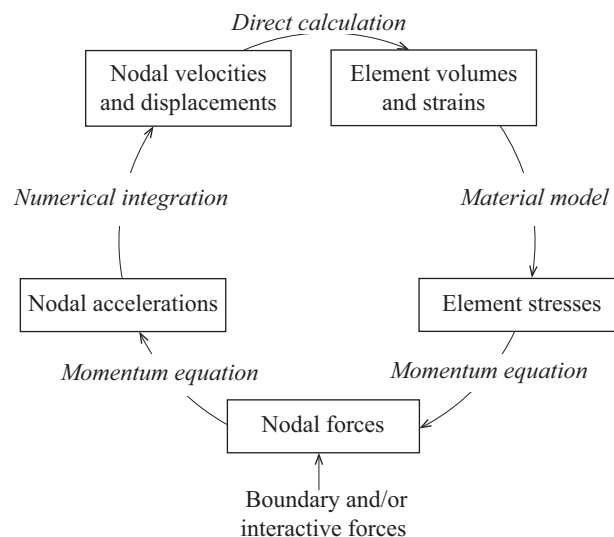 Direct calculation
Nodal velocities
and displacements
Element volumes
and strains
Numerical integration
Material model
Nodal accelerations
Element stresses
Momentum equation
Momentum equation
Nodal forces
Boundary and/or
interactive forces